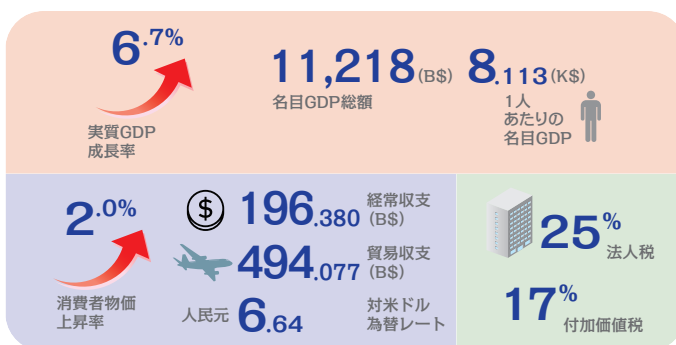 6.7%
実質GDP
成長率
11,218(B$)
名目GDP総額
8.113(K$)
1人
あたりの
名目GDP
2.0%
消費者物価
上昇率
$
196.380
経常収支
(B$)
494.077
貿易収支
(B$)
人民元 6.64
対米ドル
為替レート
25%
法人税
17%
付加価値税